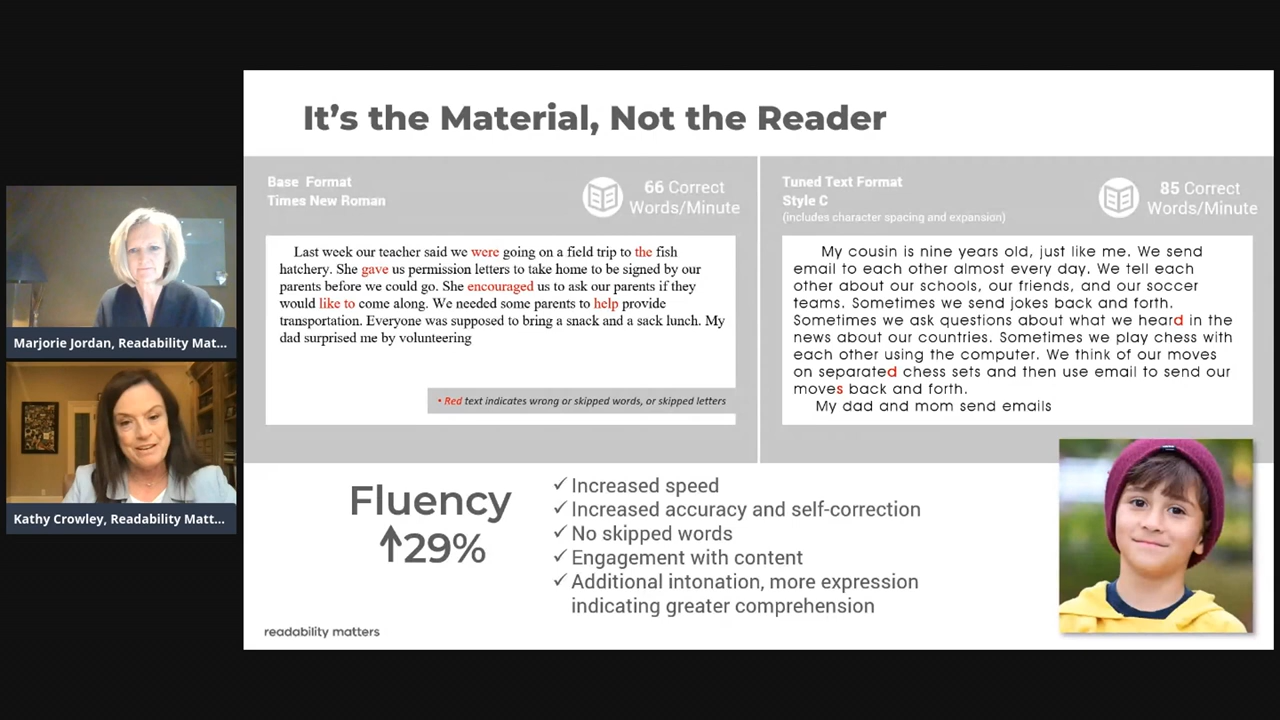 It's the Material, Not the Reader
Base Format
Times New Roman
66 Correct
Words/Minute
Last week our teacher said we were going on a field trip to the fish
hatchery. She gave us permission letters to take home to be signed by our
parents before we could go. She encouraged us to ask our parents if they
would like to come along. We needed some parents to help provide
transportation. Everyone was supposed to bring a snack and a sack lunch. My
dad surprised me by volunteering
• Red text indicates wrong or skipped words, or skipped letters
Tuned Text Format
Style C
(includes character spacing and expansion)
85 Correct
Words/Minute
My cousin is nine years old, just like me. We send
email to each other almost every day. We tell each
other about our schools, our friends, and our soccer
teams. Sometimes we send jokes back and forth.
Sometimes we ask questions about what we heard in the
news about our countries. Sometimes we play chess with
each other using the computer. We think of our moves
on separated chess sets and then use email to send our
moves back and forth.
My dad and mom send emails
Marjorie Jordan, Readability Mat...
Kathy Crowley, Readability Matt...
Fluency
↑29%
✓ Increased speed
✓ Increased accuracy and self-correction
✓ No skipped words
✓ Engagement with content
✓ Additional intonation, more expression
indicating greater comprehension
readability matters